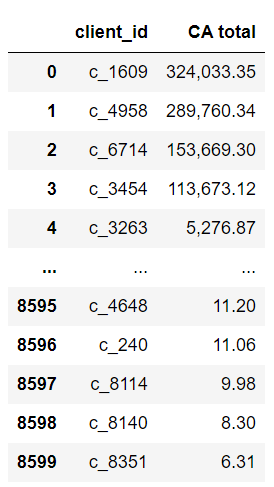 client_id CA total
0 c_1609 324,033.35
1 c_4958 289,760.34
2 c_6714 153,669.30
3 c_3454 113,673.12
4 c_3263 5,276.87
... ... ...
8595 c_4648 11.20
8596 c_240 11.06
8597 c_8114 9.98
8598 c_8140 8.30
8599 c_8351 6.31